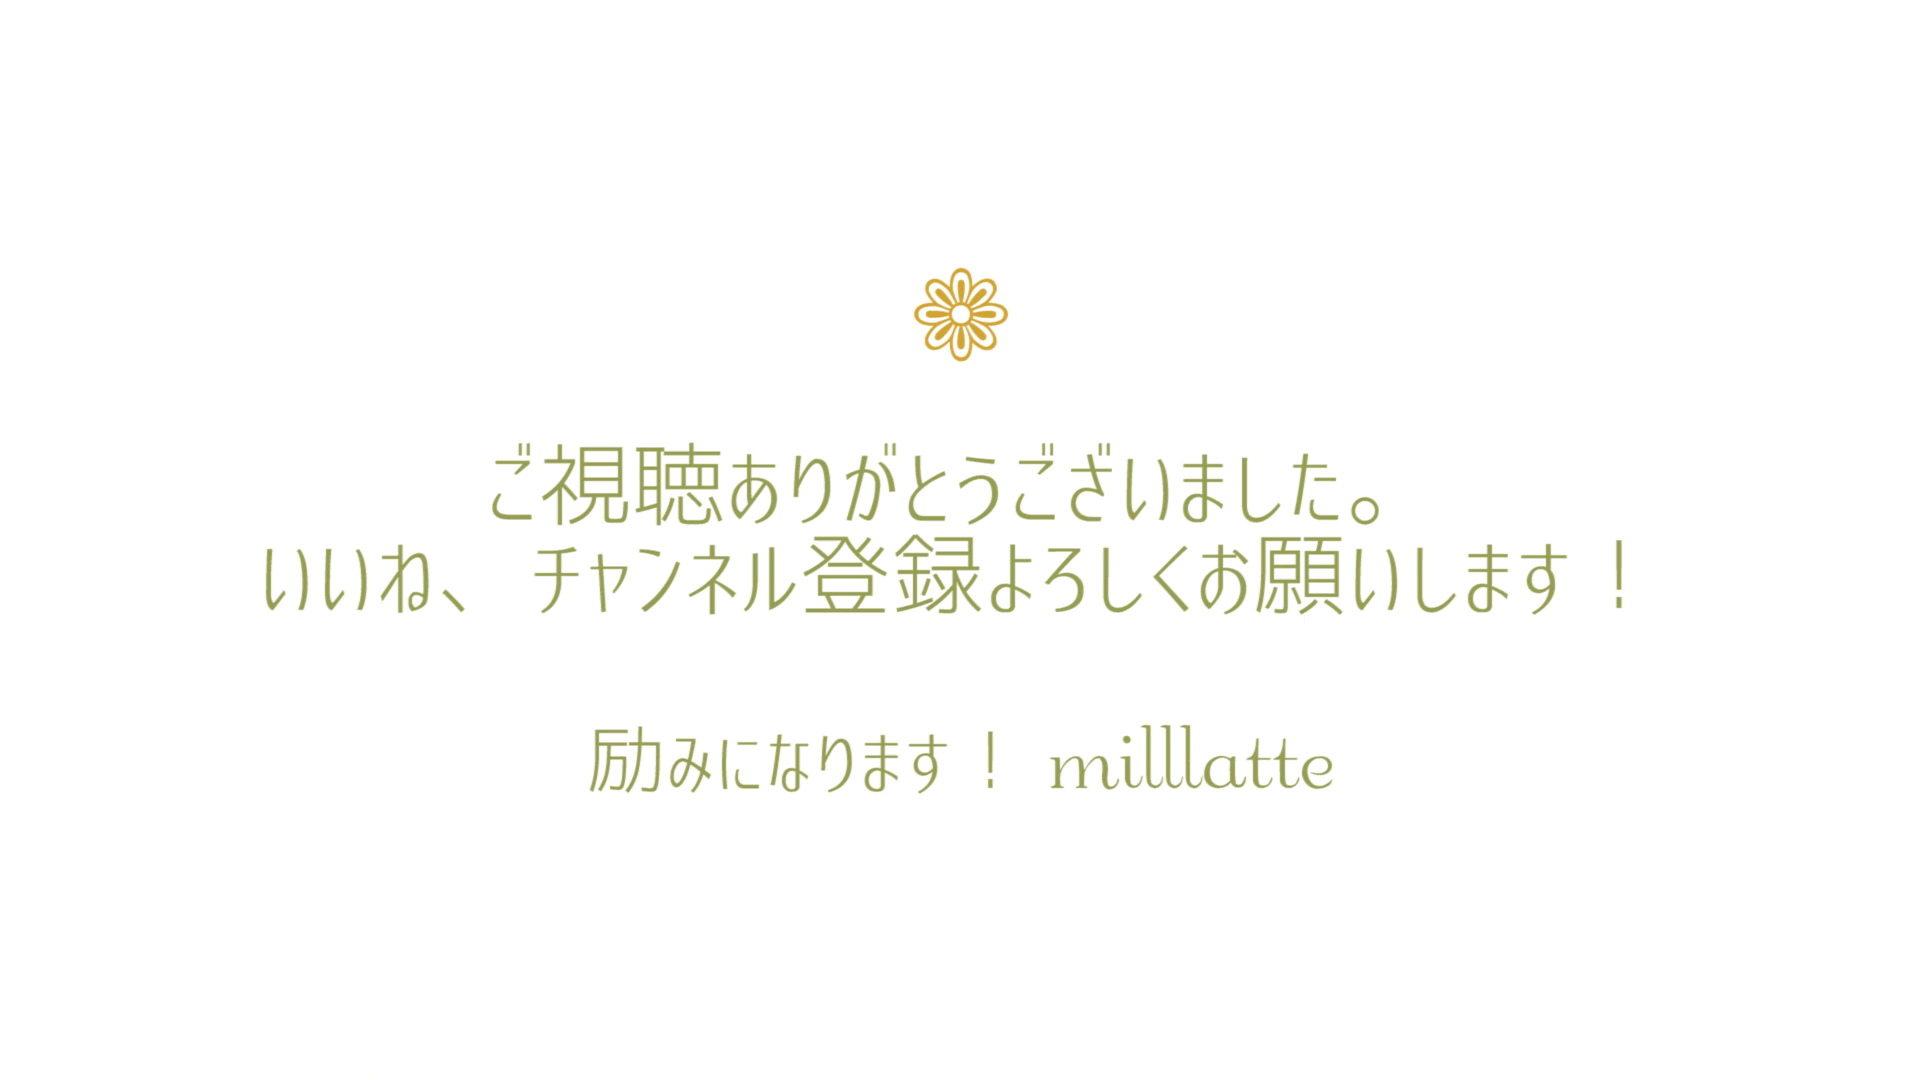 ご視聴ありがとうございました。
いいね、 チャンネル登録よろしくお願いします！
励みになります！ milllatte